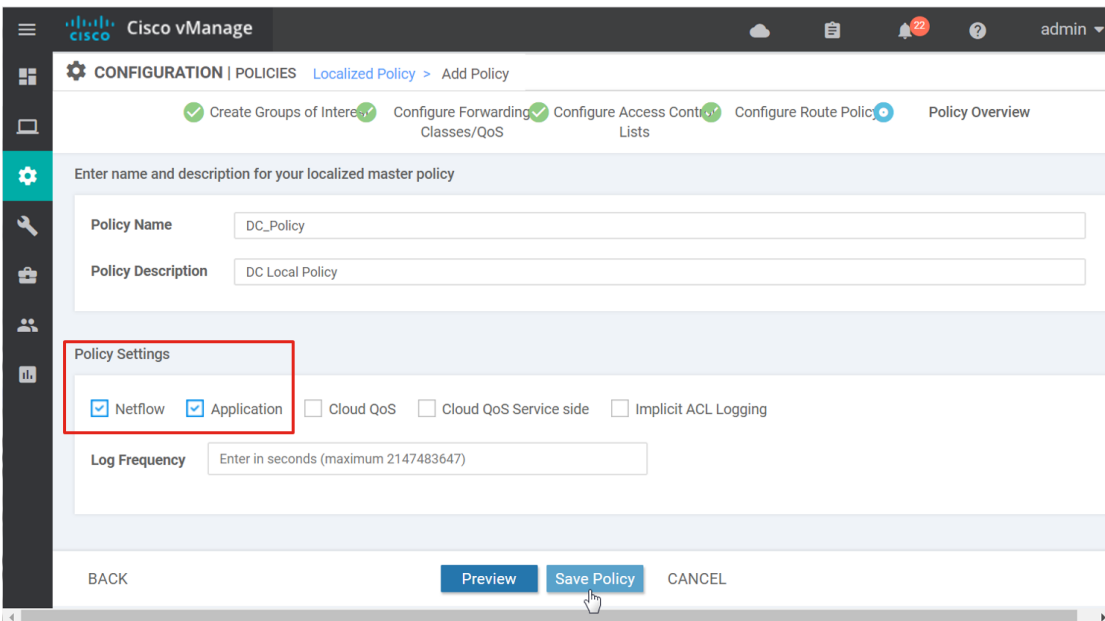 CISCO Cisco vManage 22 admin
CONFIGURATION | POLICIES Localized Policy > Add Policy
Create Groups of Interest Configure Forwarding Classes/QoS Configure Access Control Lists Configure Route Policy Policy Overview
Enter name and description for your localized master policy
Policy Name DC_Policy
Policy Description DC Local Policy
Policy Settings
Netflow Application Cloud QoS Cloud QoS Service side Implicit ACL Logging
Log Frequency Enter in seconds (maximum 2147483647)
BACK Preview Save Policy CANCEL